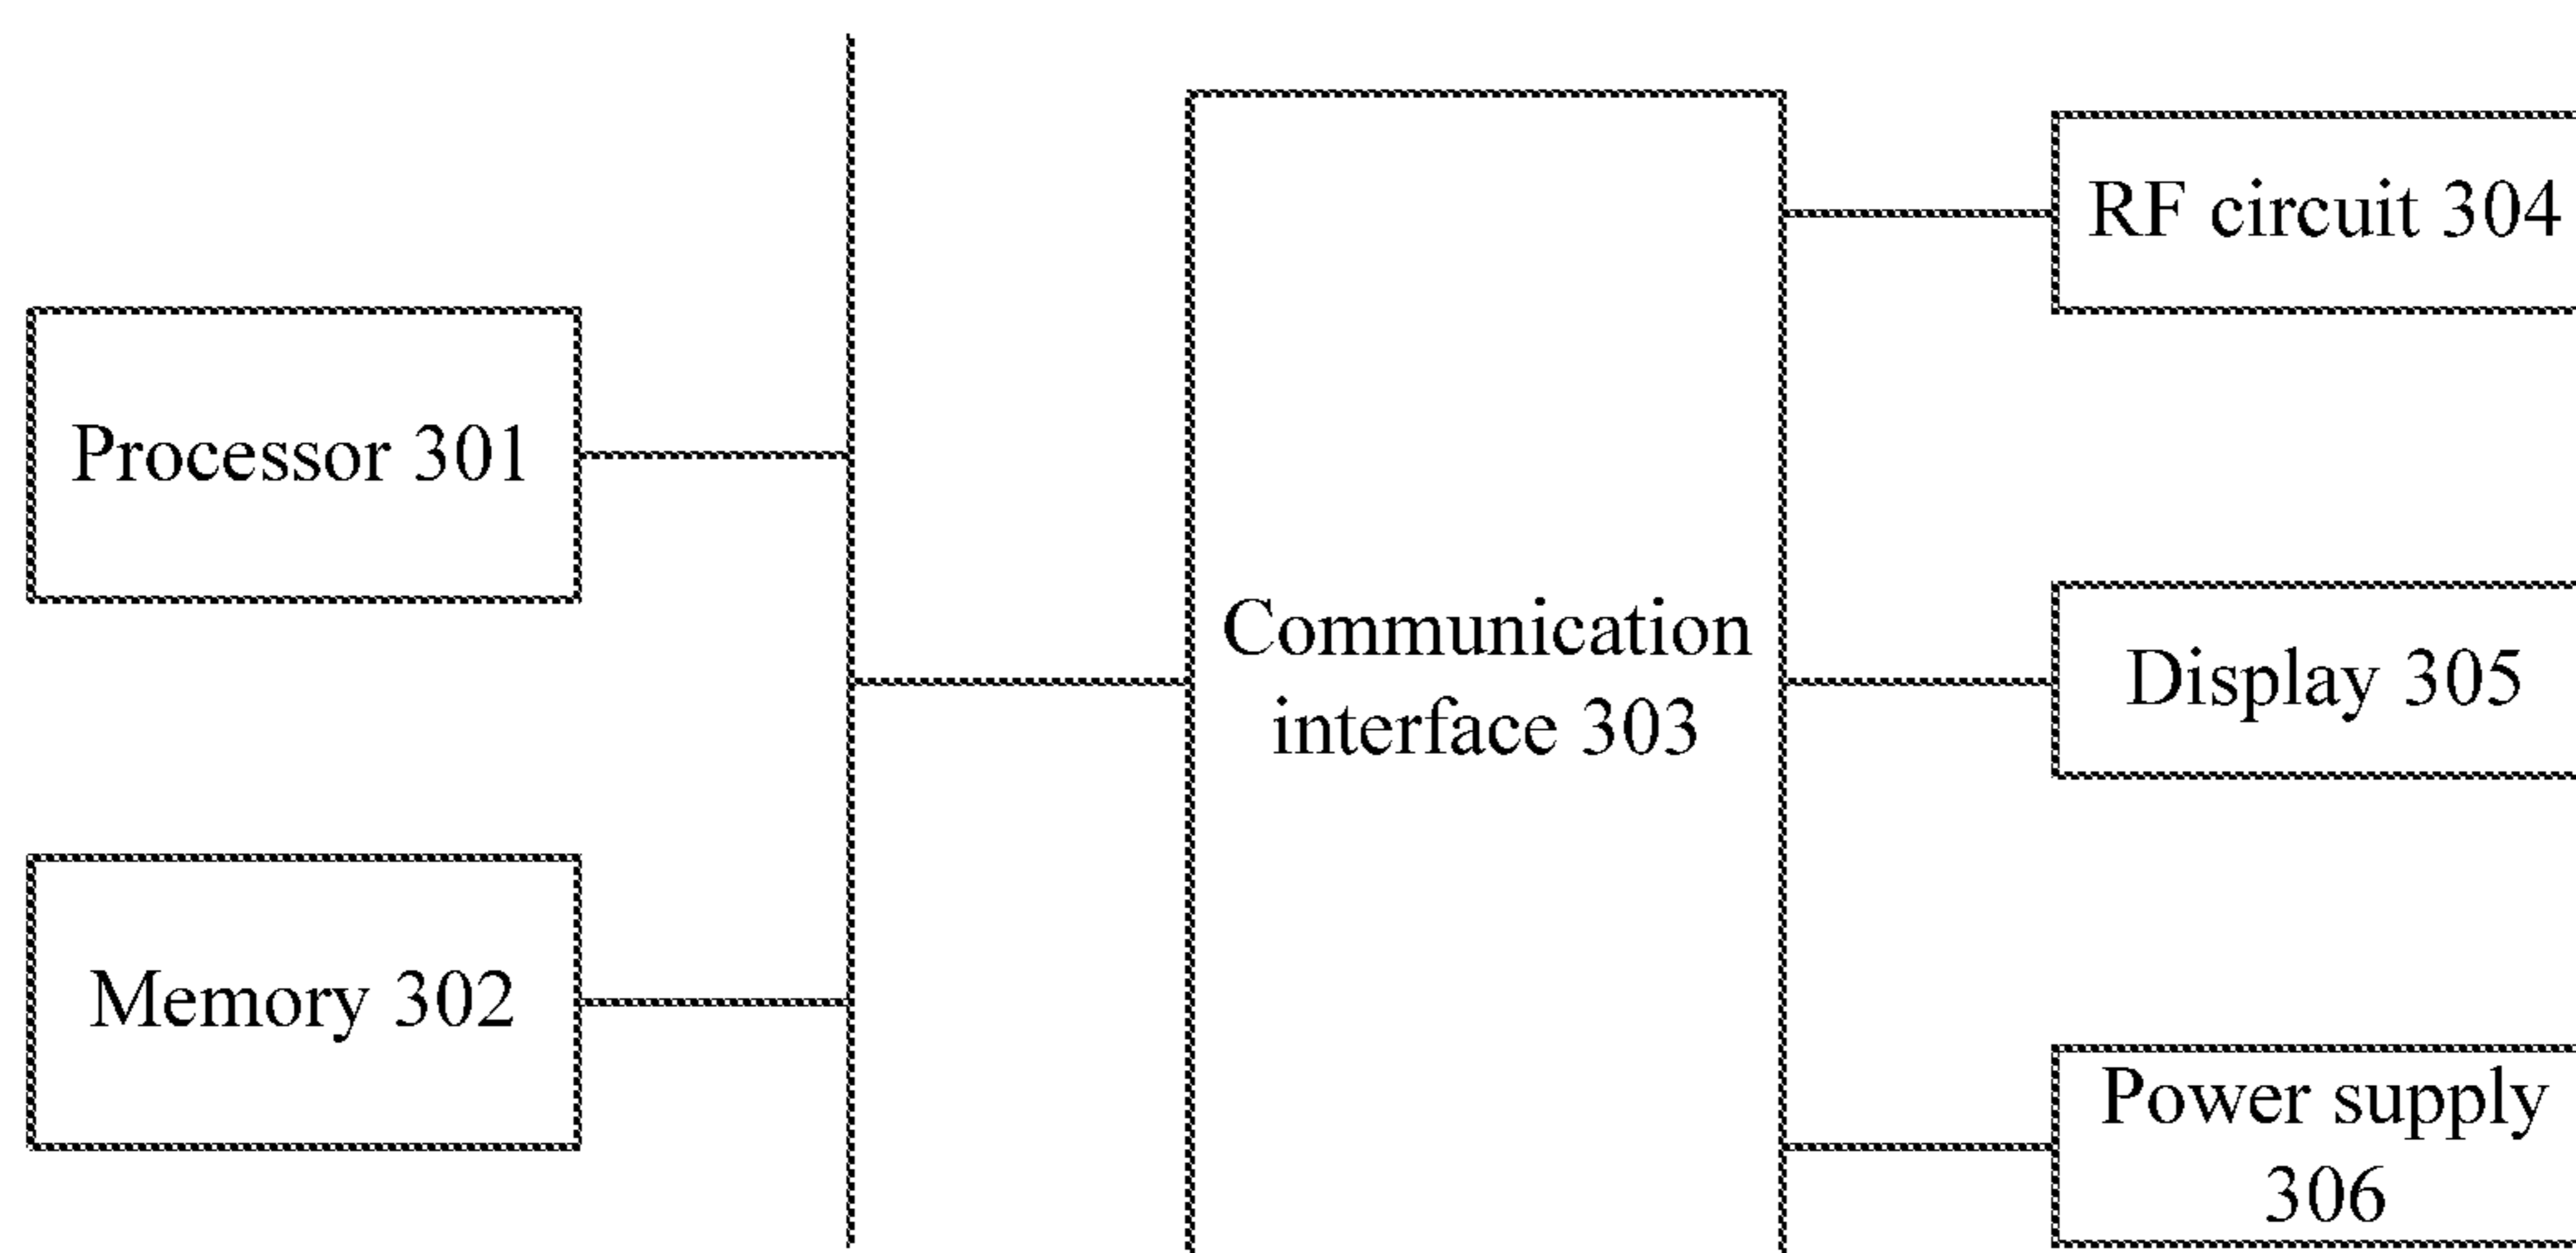 RF circuit 304
Processor 301
Communication
interface 303
Display 305
Memory 302
Power supply
306